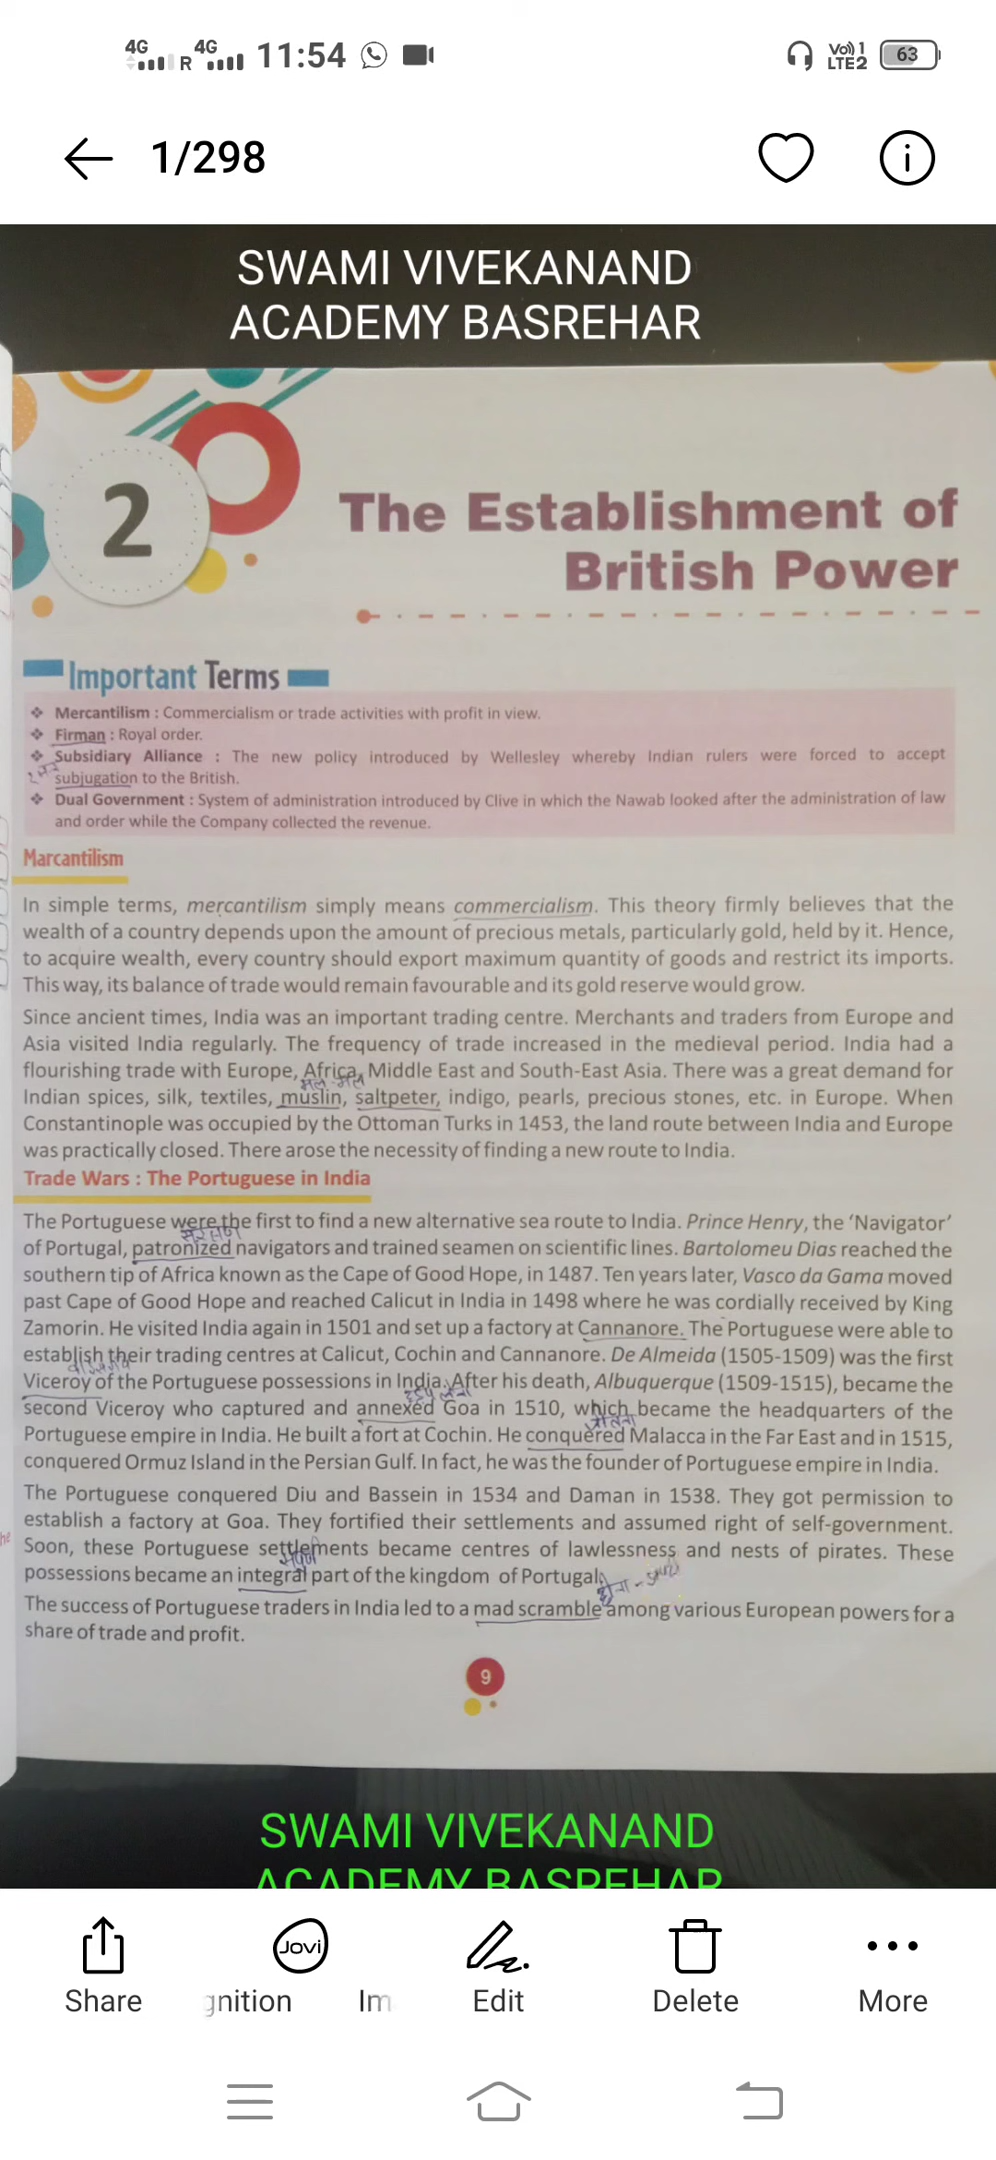 4G R 4G 11:54 Vo)) 1 LTE2 63
1/298
SWAMI VIVEKANAND
ACADEMY BASREHAR
2
The Establishment of
British Power
Important Terms
❖ Mercantilism : Commercialism or trade activities with profit in view.
❖ Firman : Royal order.
❖ Subsidiary Alliance : The new policy introduced by Wellesley whereby Indian rulers were forced to accept
subjugation to the British.
❖ Dual Government : System of administration introduced by Clive in which the Nawab looked after the administration of law
and order while the Company collected the revenue.
Marcantilism
In simple terms, mercantilism simply means commercialism. This theory firmly believes that the
wealth of a country depends upon the amount of precious metals, particularly gold, held by it. Hence,
to acquire wealth, every country should export maximum quantity of goods and restrict its imports.
This way, its balance of trade would remain favourable and its gold reserve would grow.
Since ancient times, India was an important trading centre. Merchants and traders from Europe and
Asia visited India regularly. The frequency of trade increased in the medieval period. India had a
flourishing trade with Europe, Africa, Middle East and South-East Asia. There was a great demand for
मल-मल
Indian spices, silk, textiles, muslin, saltpeter, indigo, pearls, precious stones, etc. in Europe. When
Constantinople was occupied by the Ottoman Turks in 1453, the land route between India and Europe
was practically closed. There arose the necessity of finding a new route to India.
Trade Wars : The Portuguese in India
The Portuguese were the first to find a new alternative sea route to India. Prince Henry, the ‘Navigator’
of Portugal, patronized navigators and trained seamen on scientific lines. Bartolomeu Dias reached the
southern tip of Africa known as the Cape of Good Hope, in 1487. Ten years later, Vasco da Gama moved
past Cape of Good Hope and reached Calicut in India in 1498 where he was cordially received by King
Zamorin. He visited India again in 1501 and set up a factory at Cannanore. The Portuguese were able to
establish their trading centres at Calicut, Cochin and Cannanore. De Almeida (1505-1509) was the first
Viceroy of the Portuguese possessions in India. After his death, Albuquerque (1509-1515), became the
second Viceroy who captured and annexed Goa in 1510, which became the headquarters of the
जीतना
Portuguese empire in India. He built a fort at Cochin. He conquered Malacca in the Far East and in 1515,
conquered Ormuz Island in the Persian Gulf. In fact, he was the founder of Portuguese empire in India.
The Portuguese conquered Diu and Bassein in 1534 and Daman in 1538. They got permission to
establish a factory at Goa. They fortified their settlements and assumed right of self-government.
Soon, these Portuguese settlements became centres of lawlessness and nests of pirates. These
possessions became an integral part of the kingdom of Portugal.
The success of Portuguese traders in India led to a mad scramble among various European powers for a
share of trade and profit.
9
SWAMI VIVEKANAND
ACADEMY BASREHAR
Jovi
Share gnition Im Edit Delete More